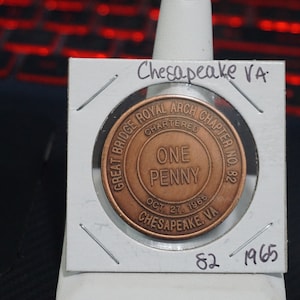 Chesapeake VA
GREAT BRIDGE ROYAL ARCH CHAPTER NO. 82
CHARTERED
ONE
PENNY
OCT 27 1965
CHESAPEAKE, VA
82 1965